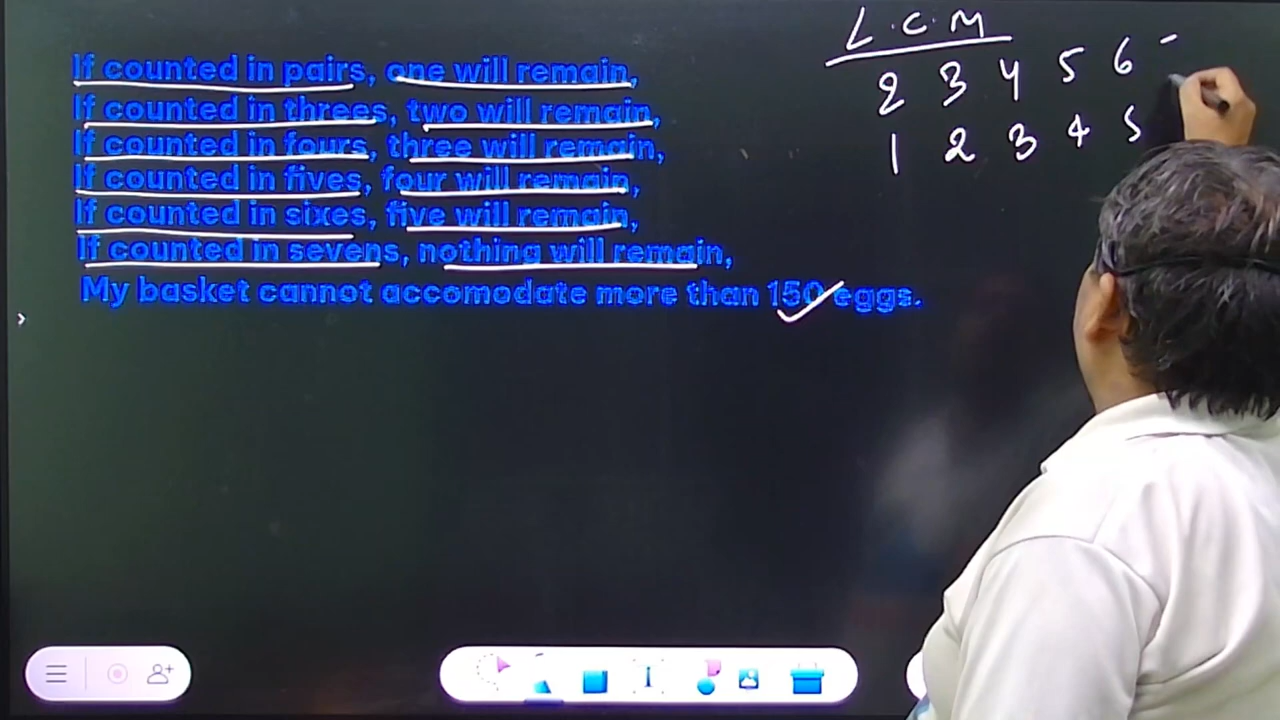 If counted in pairs, one will remain,
If counted in threes, two will remain,
If counted in fours, three will remain,
If counted in fives, four will remain,
If counted in sixes, five will remain,
If counted in sevens, nothing will remain,
My basket cannot accomodate more than 150 eggs.
L.C.M
2 3 4 5 6 -
1 2 3 4 5